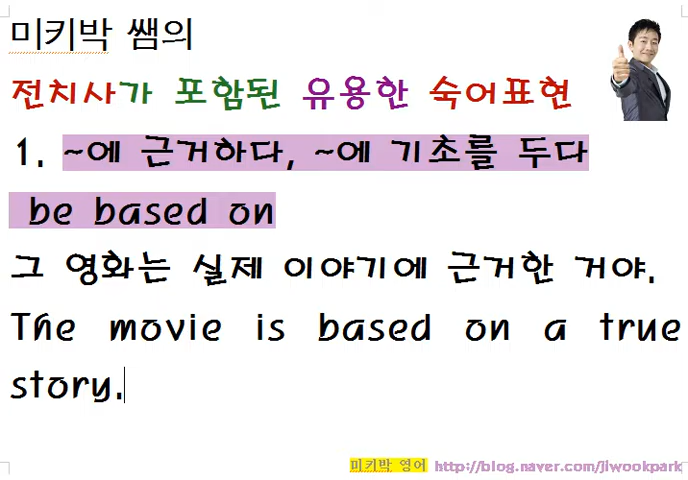 미키박 쌤의
전치사가 포함된 유용한 숙어표현
1. ~에 근거하다, ~에 기초를 두다
be based on
그 영화는 실제 이야기에 근거한 거야.
The movie is based on a true
story.
미키박 영어 http://blog.naver.com/jiwookpark